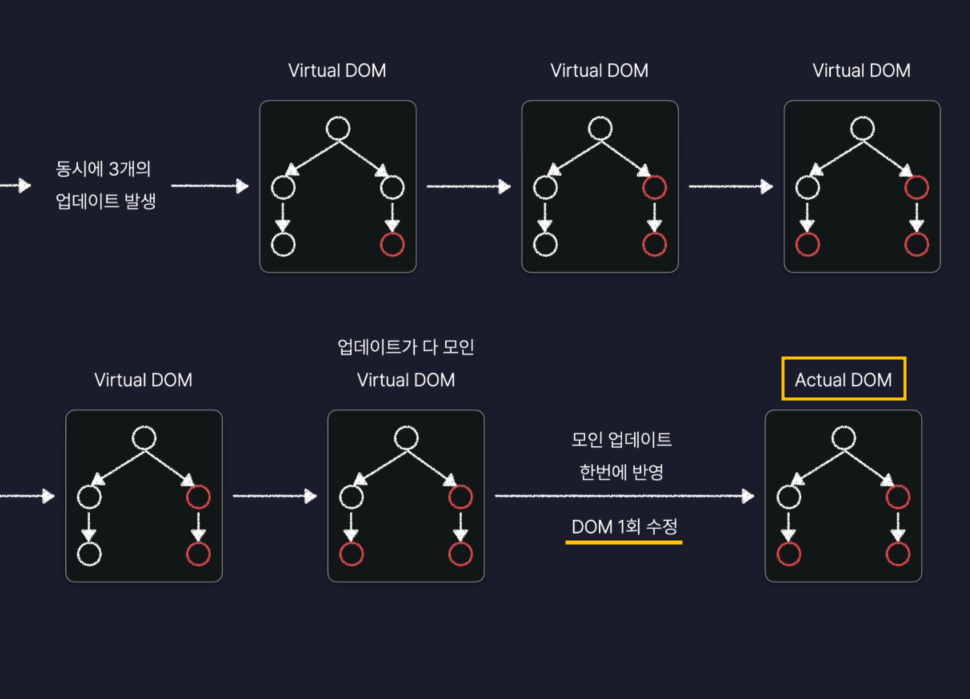 Virtual DOM
Virtual DOM
Virtual DOM
동시에 3개의
업데이트 발생
업데이트가 다 모인
Virtual DOM
Virtual DOM
Actual DOM
모인 업데이트
한번에 반영
DOM 1회 수정